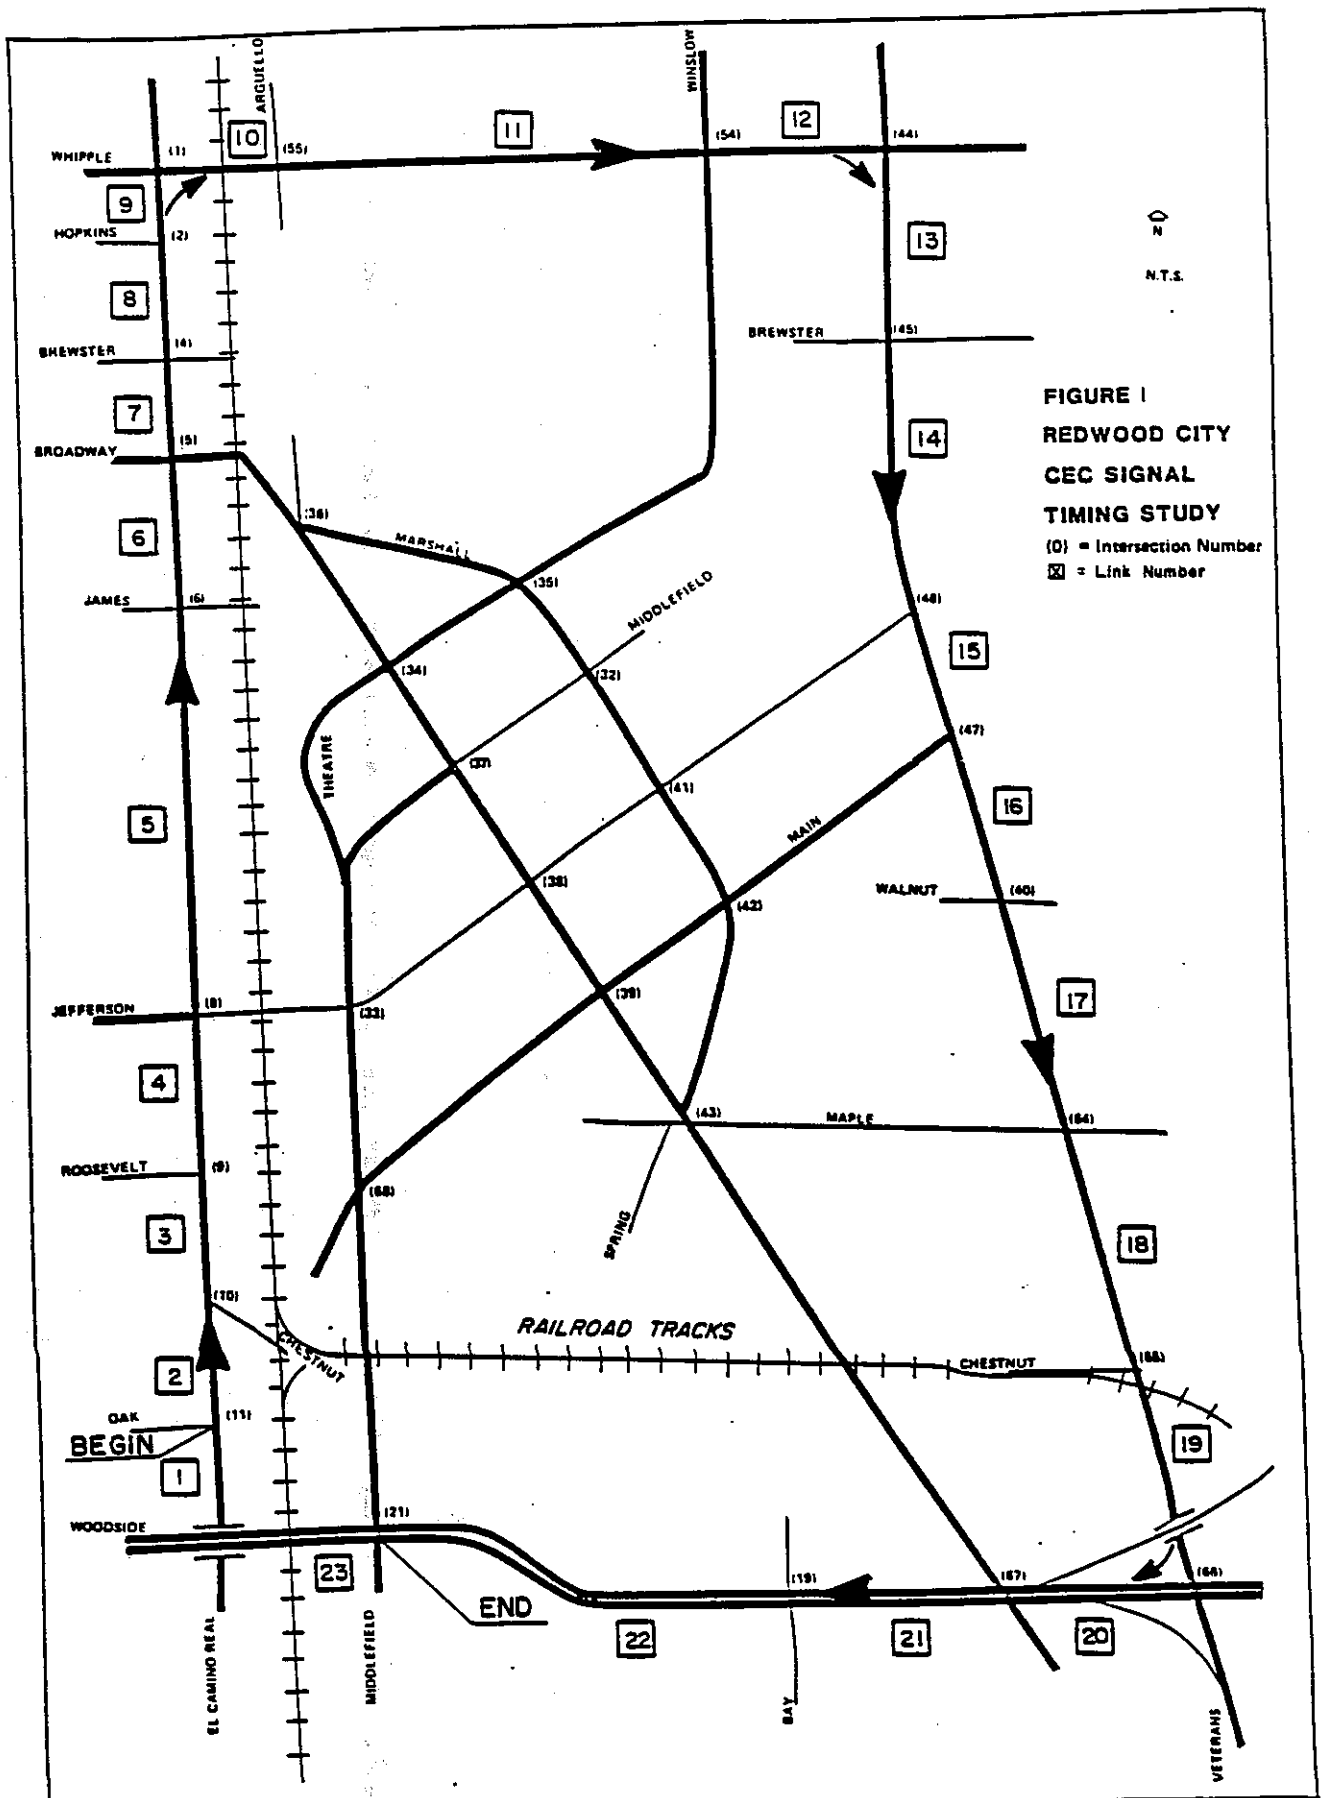 ARGUELLO
WINSLOW
10
11
12
(1)
(55)
(54)
(44)
WHIPPLE
9
HOPKINS
(2)
13
N
N.T.S.
8
BREWSTER
(4)
BREWSTER
(45)
7
BROADWAY
(5)
14
FIGURE 1
REDWOOD CITY
CEC SIGNAL
TIMING STUDY
(0) = Intersection Number
☒ = Link Number
(36)
MARSHALL
6
JAMES
(6)
(35)
MIDDLEFIELD
(34)
(32)
(46)
15
THEATRE
(37)
(41)
(47)
5
16
MAIN
(38)
(42)
WALNUT
(40)
JEFFERSON
(8)
(33)
(39)
17
4
(43)
MAPLE
(64)
ROOSEVELT
(9)
(68)
3
SPRING
18
(10)
CHESTNUT
RAILROAD TRACKS
CHESTNUT
(65)
2
OAK
(11)
BEGIN
1
19
WOODSIDE
(21)
23
(19)
(67)
(66)
END
22
21
20
EL CAMINO REAL
MIDDLEFIELD
BAY
VETERANS